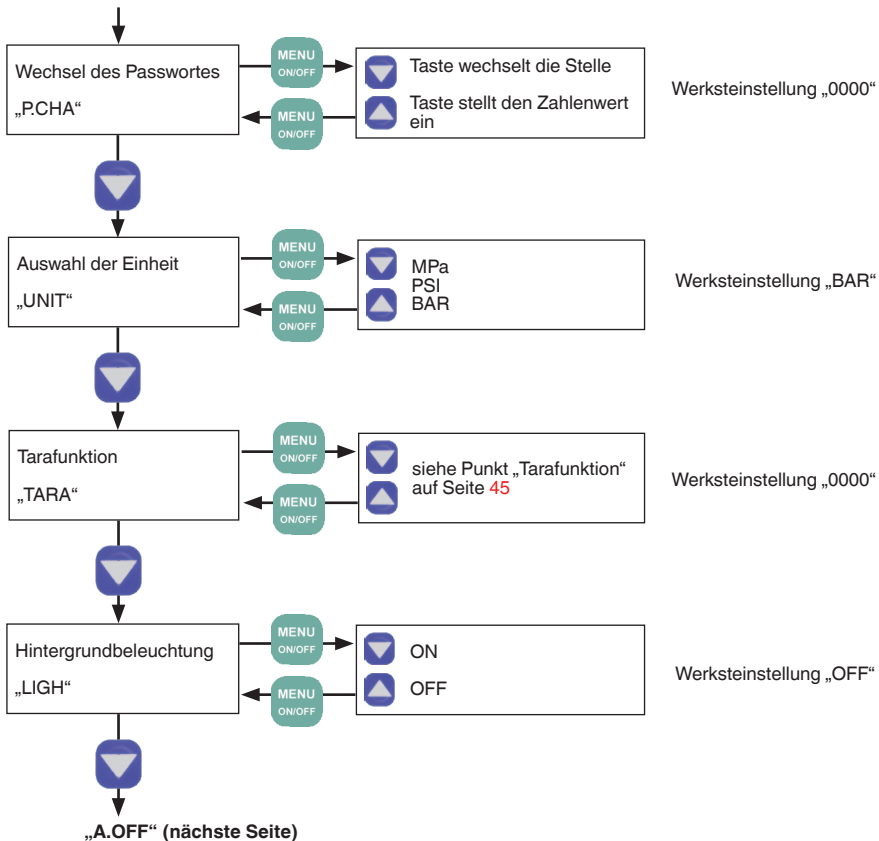 Wechsel des Passwortes
„P.CHA“
MENU
ON/OFF
MENU
ON/OFF
Taste wechselt die Stelle
Taste stellt den Zahlenwert
ein
Werksteinstellung „0000“
Auswahl der Einheit
„UNIT“
MENU
ON/OFF
MENU
ON/OFF
MPa
PSI
BAR
Werksteinstellung „BAR“
Tarafunktion
„TARA“
MENU
ON/OFF
MENU
ON/OFF
siehe Punkt „Tarafunktion“
auf Seite 45
Werksteinstellung „0000“
Hintergrundbeleuchtung
„LIGH“
MENU
ON/OFF
MENU
ON/OFF
ON
OFF
Werksteinstellung „OFF“
„A.OFF“ (nächste Seite)